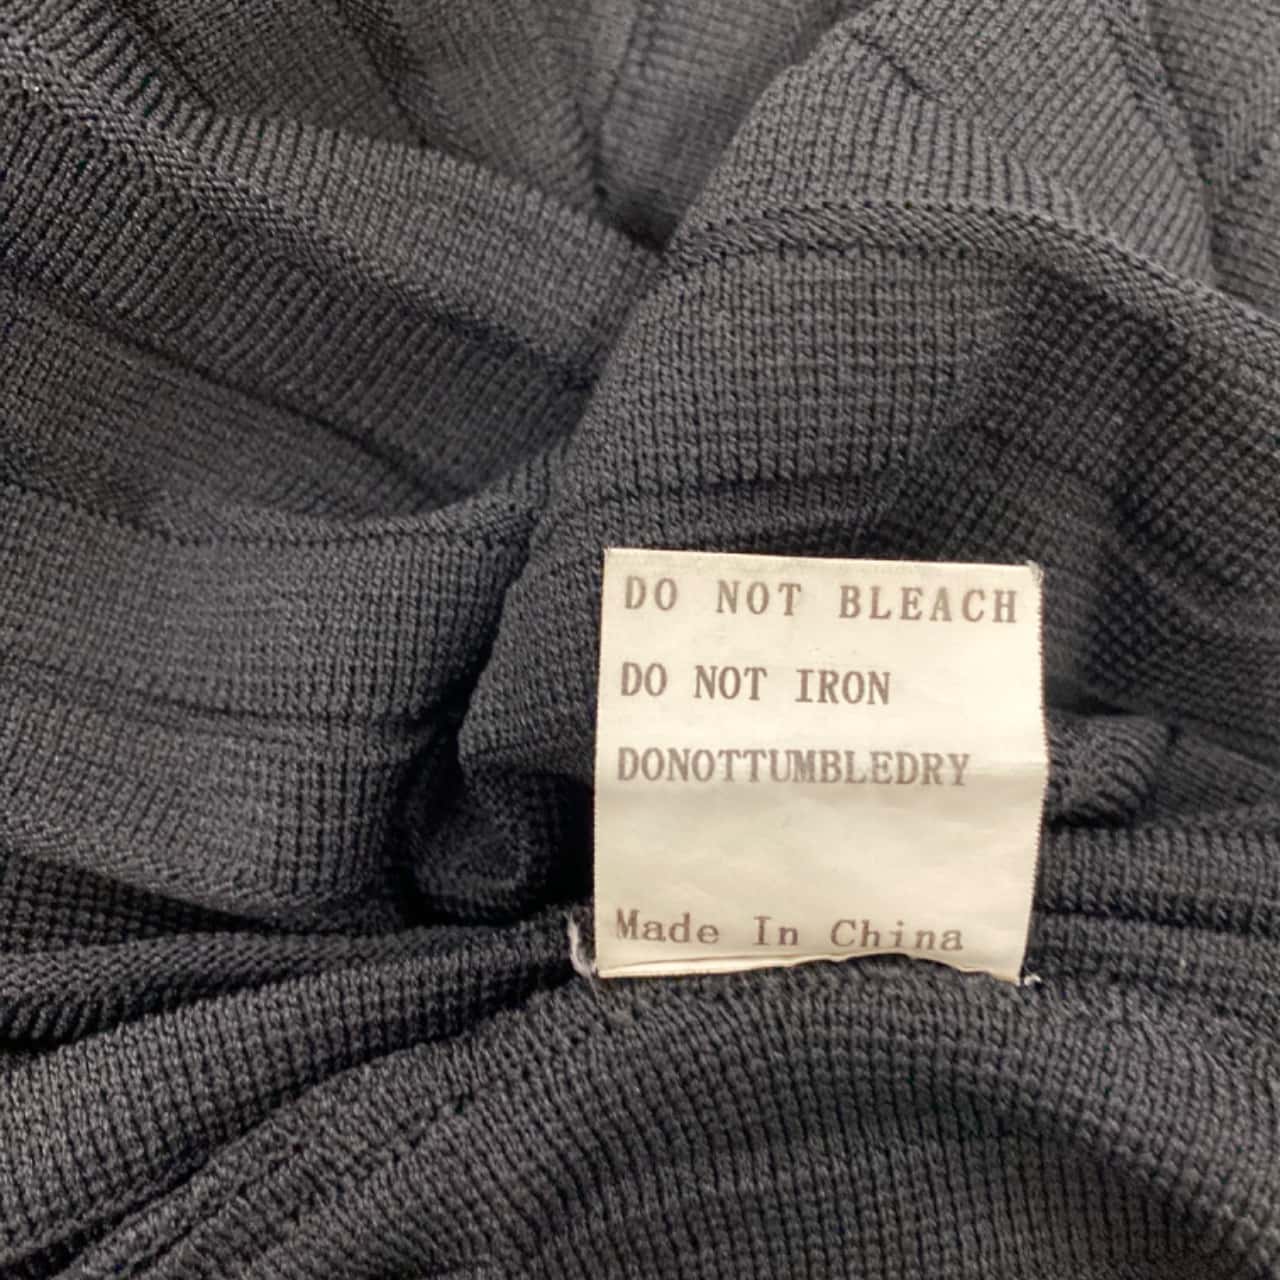 DO NOT BLEACH
DO NOT IRON
DONOTTUMBLEDRY
Made In China